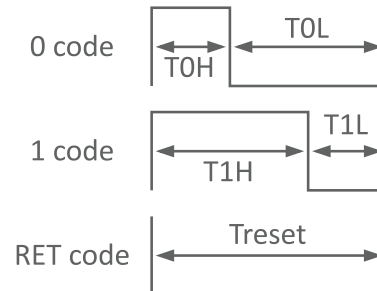 0 code
T0H
T0L
1 code
T1H
T1L
RET code
Treset